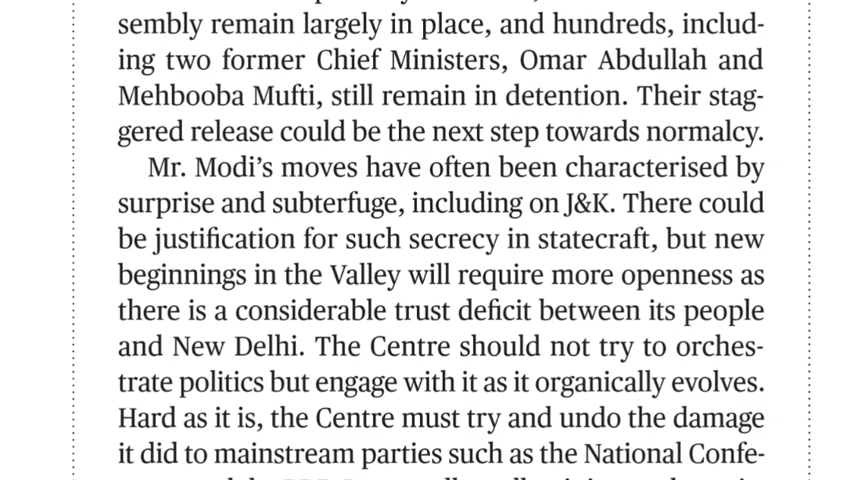 sembly remain largely in place, and hundreds, includ-
ing two former Chief Ministers, Omar Abdullah and
Mehbooba Mufti, still remain in detention. Their stag-
gered release could be the next step towards normalcy.
Mr. Modi’s moves have often been characterised by
surprise and subterfuge, including on J&K. There could
be justification for such secrecy in statecraft, but new
beginnings in the Valley will require more openness as
there is a considerable trust deficit between its people
and New Delhi. The Centre should not try to orches-
trate politics but engage with it as it organically evolves.
Hard as it is, the Centre must try and undo the damage
it did to mainstream parties such as the National Confe-